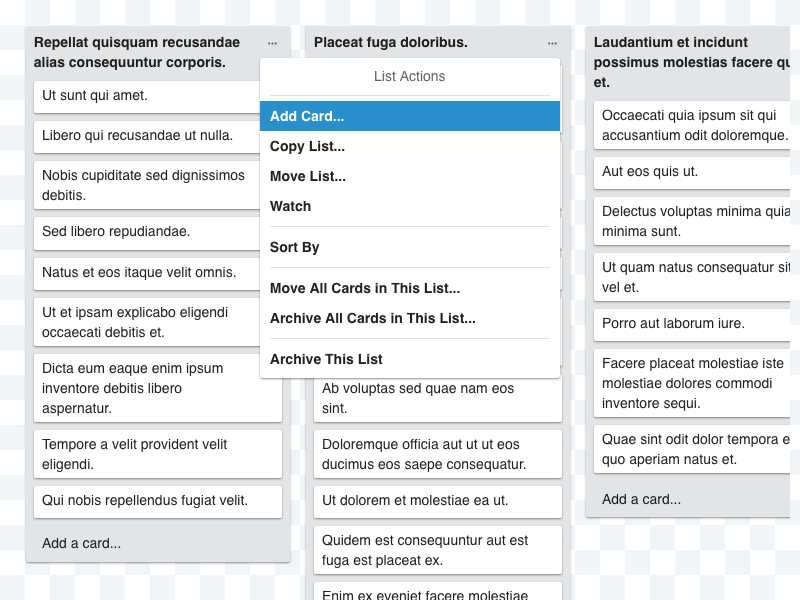 Repellat quisquam recusandae
alias consequuntur corporis.
Ut sunt qui amet.
Libero qui recusandae ut nulla.
Nobis cupiditate sed dignissimos
debitis.
Sed libero repudiandae.
Natus et eos itaque velit omnis.
Ut et ipsam explicabo eligendi
occaecati debitis et.
Dicta eum eaque enim ipsum
inventore debitis libero
aspernatur.
Tempore a velit provident velit
eligendi.
Qui nobis repellendus fugiat velit.
Add a card...
Placeat fuga doloribus.
List Actions
Add Card...
Copy List...
Move List...
Watch
Sort By
Move All Cards in This List...
Archive All Cards in This List...
Archive This List
Ab voluptas sed quae nam eos
sint.
Doloremque officia aut ut ut eos
ducimus eos saepe consequatur.
Ut dolorem et molestiae ea ut.
Quidem est consequuntur aut est
fuga est placeat ex.
Enim ex eveniet facere molestiae
Laudantium et incidunt
possimus molestias facere
et.
Occaecati quia ipsum sit qui
accusantium odit doloremque.
Aut eos quis ut.
Delectus voluptas minima quia
minima sunt.
Ut quam natus consequatur sit
vel et.
Porro aut laborum iure.
Facere placeat molestiae iste
molestiae dolores commodi
inventore sequi.
Quae sint odit dolor tempora
quo aperiam natus et.
Add a card...